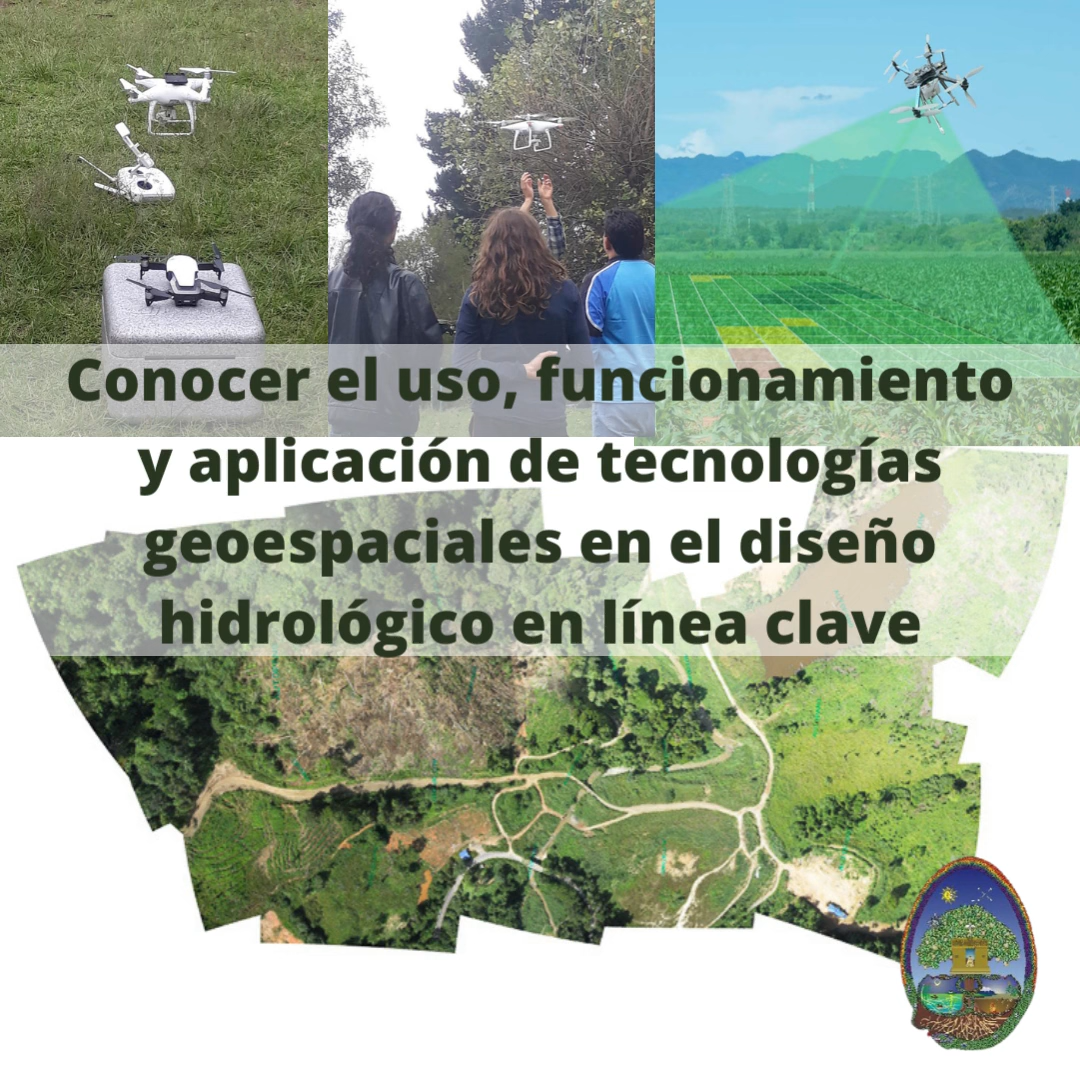 Conocer el uso, funcionamiento
y aplicación de tecnologías
geoespaciales en el diseño
hidrológico en línea clave